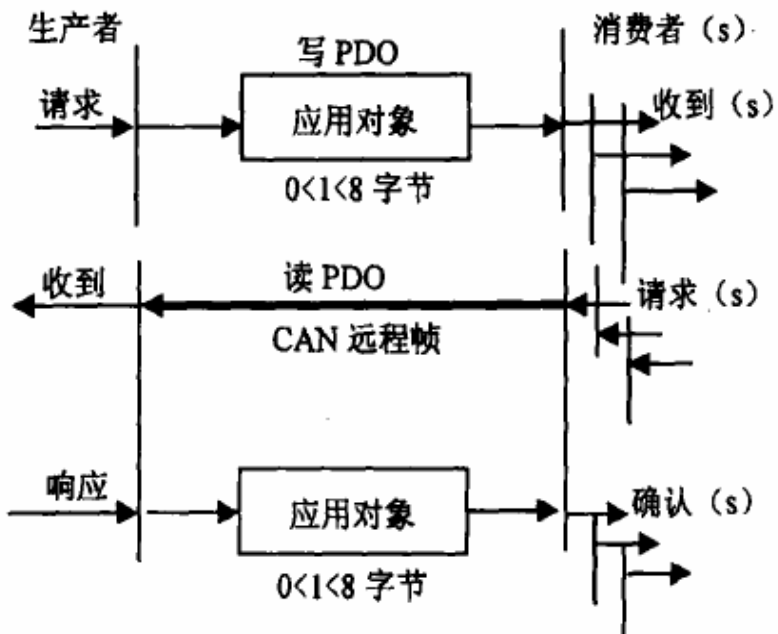 生产者
写 PDO
消费者（s）
请求
应用对象
收到（s）
0<1<8 字节
收到
读 PDO
请求（s）
CAN 远程帧
响应
应用对象
确认（s）
0<1<8 字节